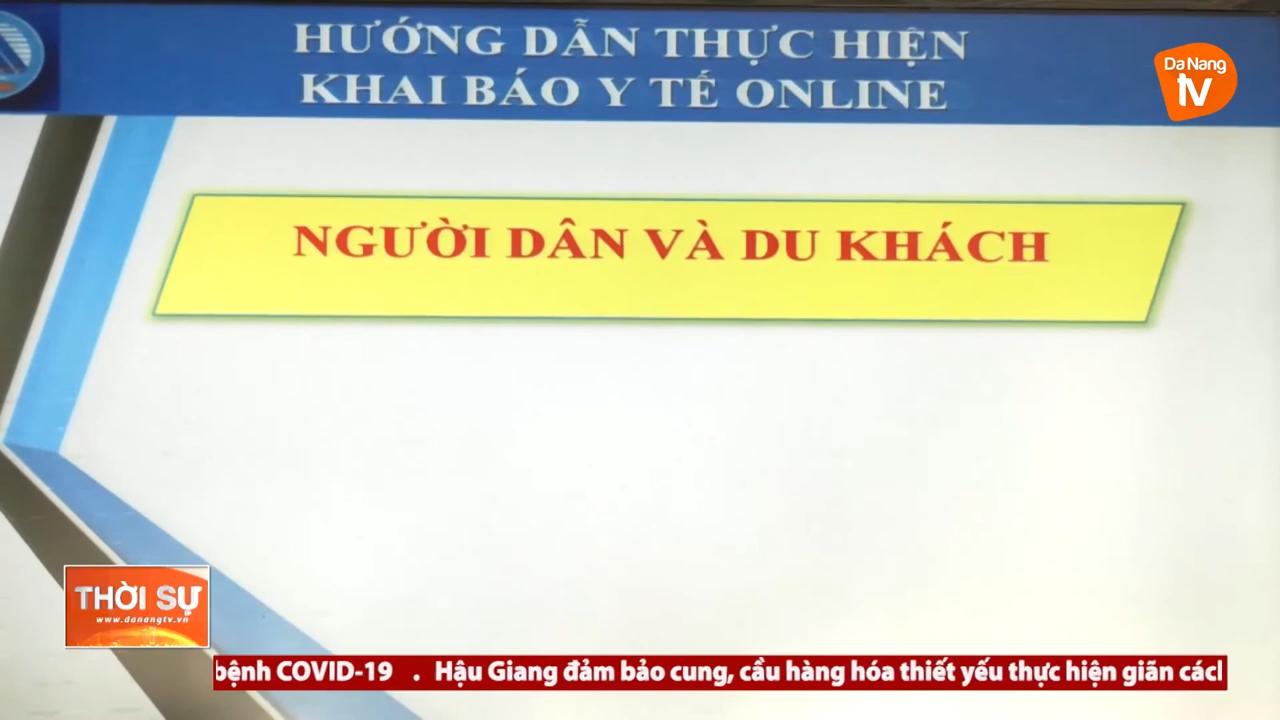 HƯỚNG DẪN THỰC HIỆN
KHAI BÁO Y TẾ ONLINE
Da Nang
tv
NGƯỜI DÂN VÀ DU KHÁCH
THỜI SỰ
www.danangtv.vn
bệnh COVID-19 . Hậu Giang đảm bảo cung, cầu hàng hóa thiết yếu thực hiện giãn các